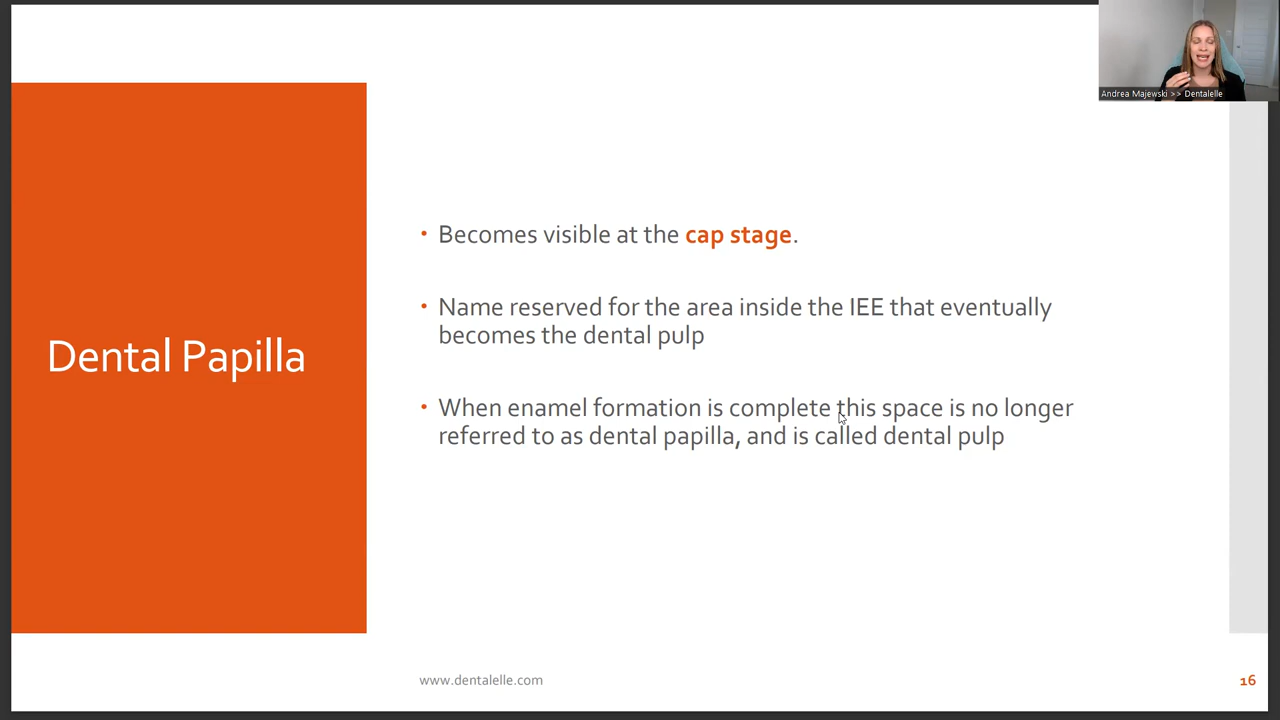 Andrea Majewski >> Dentalelle
Dental Papilla
• Becomes visible at the cap stage.
• Name reserved for the area inside the IEE that eventually
becomes the dental pulp
• When enamel formation is complete this space is no longer
referred to as dental papilla, and is called dental pulp
www.dentalelle.com
16